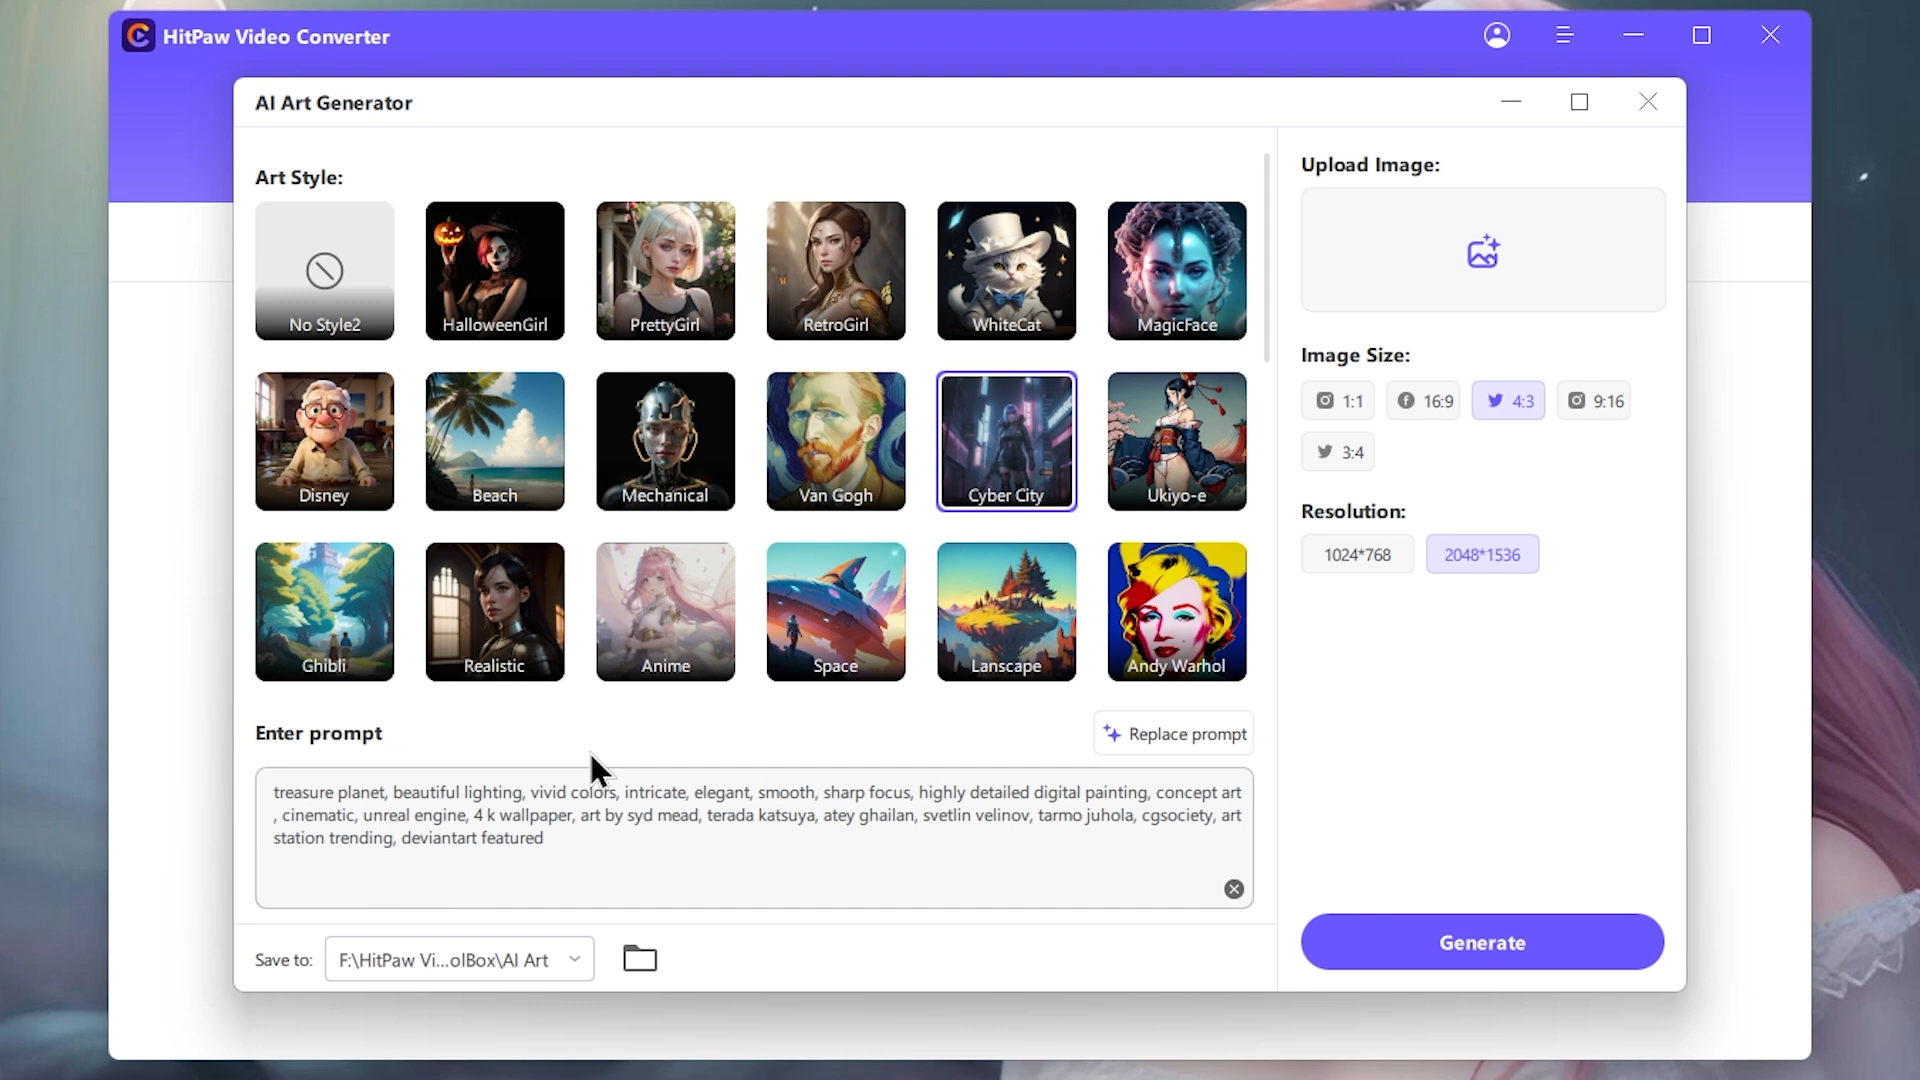 HitPaw Video Converter
AI Art Generator
Art Style:
No Style2
HalloweenGirl
PrettyGirl
RetroGirl
WhiteCat
MagicFace
Disney
Beach
Mechanical
Van Gogh
Cyber City
Ukiyo-e
Ghibli
Realistic
Anime
Space
Lanscape
Andy Warhol
Enter prompt
Replace prompt
treasure planet, beautiful lighting, vivid colors, intricate, elegant, smooth, sharp focus, highly detailed digital painting, concept art
, cinematic, unreal engine, 4 k wallpaper, art by syd mead, terada katsuya, atey ghailan, svetlin velinov, tarmo juhola, cgsociety, art
station trending, deviantart featured
Save to:
F:\HitPaw Vi...olBox\AI Art
Upload Image:
Image Size:
1:1
16:9
4:3
9:16
3:4
Resolution:
1024*768
2048*1536
Generate